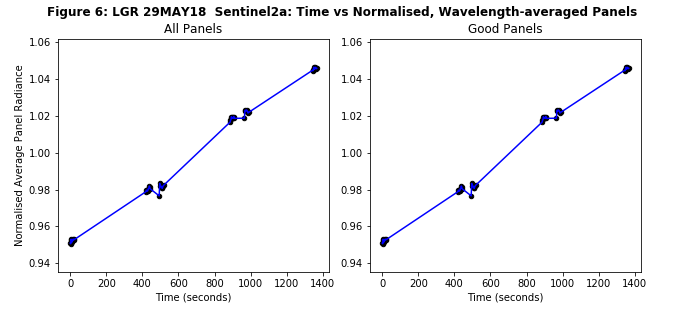 Figure 6: LGR 29MAY18  Sentinel2a: Time vs Normalised, Wavelength-averaged Panels
All Panels
Good Panels
Normalised Average Panel Radiance
1.06
1.04
1.02
1.00
0.98
0.96
0.94
0 200 400 600 800 1000 1200 1400
Time (seconds)
1.06
1.04
1.02
1.00
0.98
0.96
0.94
0 200 400 600 800 1000 1200 1400
Time (seconds)